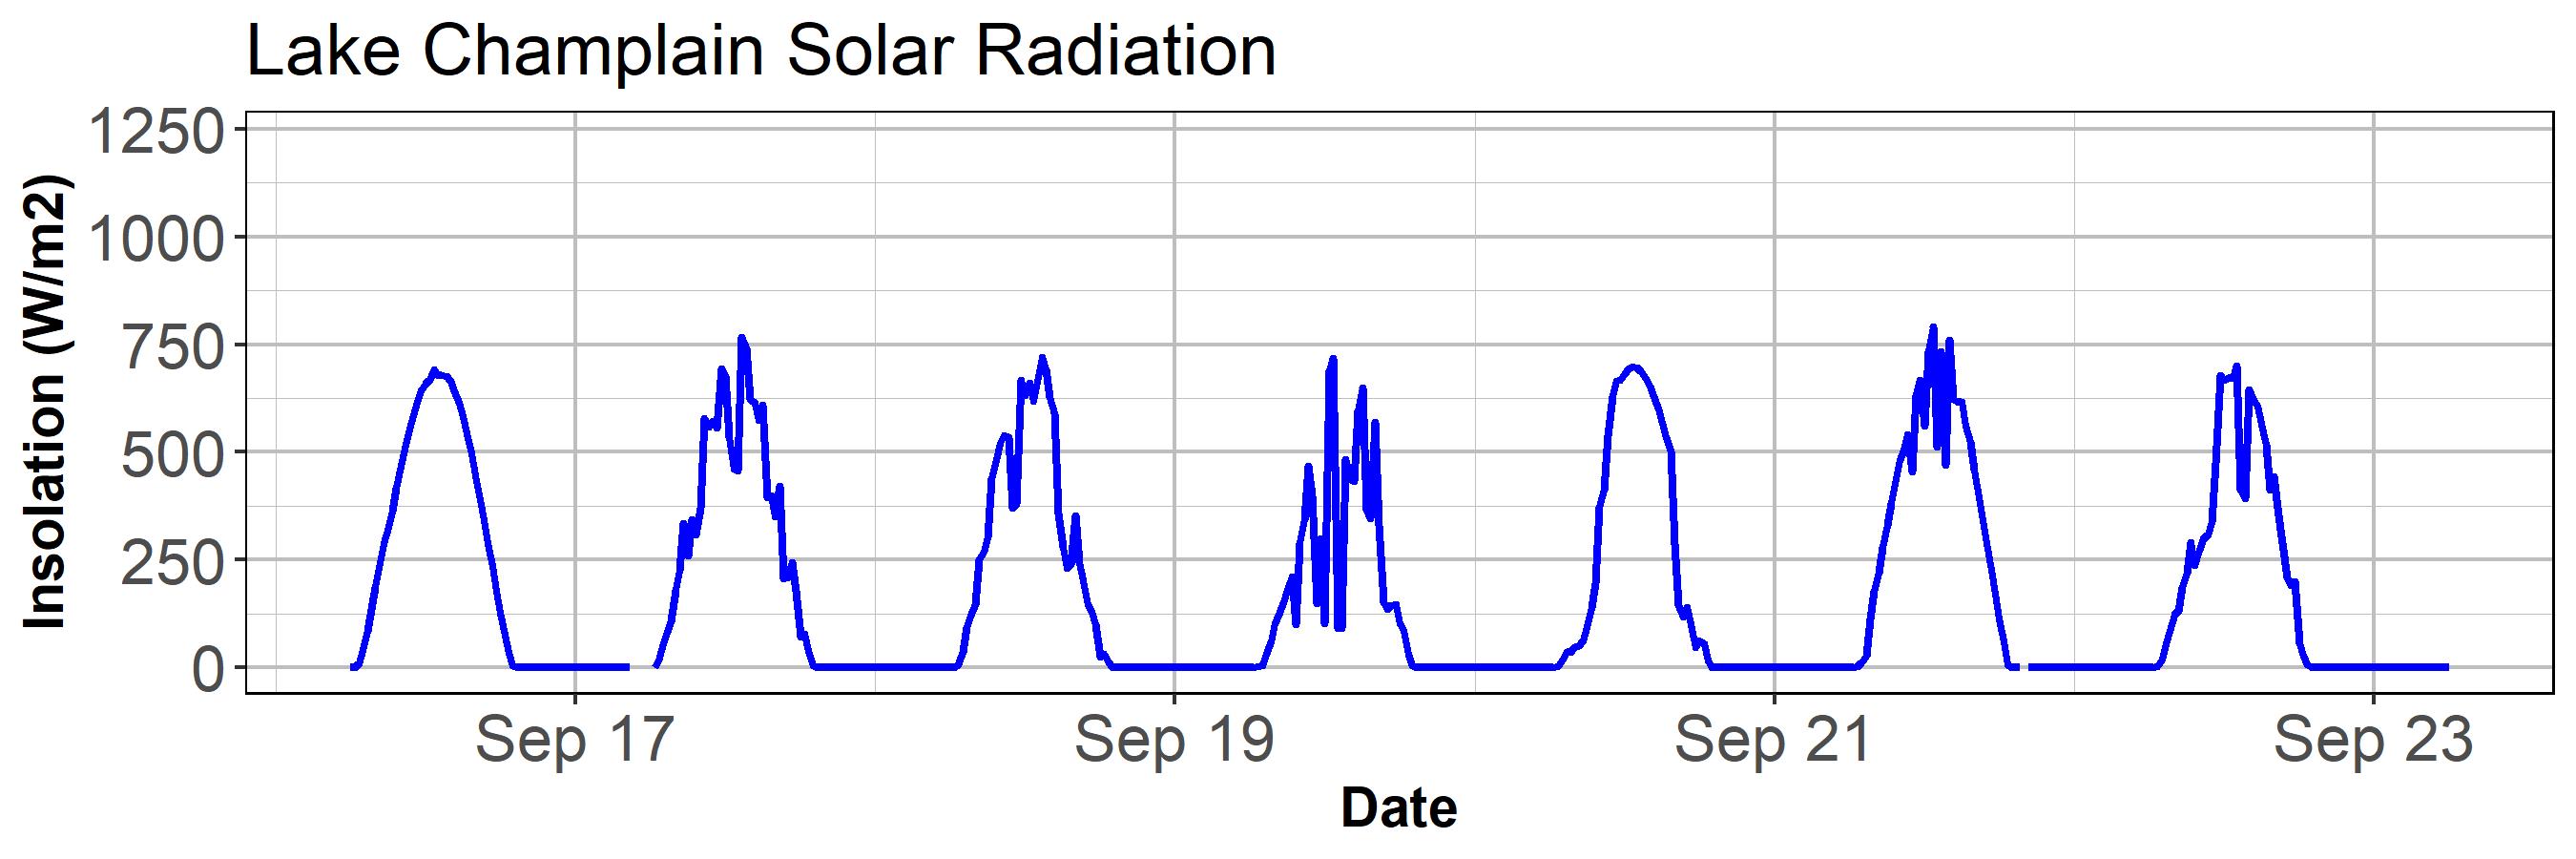 Lake Champlain Solar Radiation
Insolation (W/m2)
1250
1000
750
500
250
0
Sep 17
Sep 19
Sep 21
Sep 23
Date